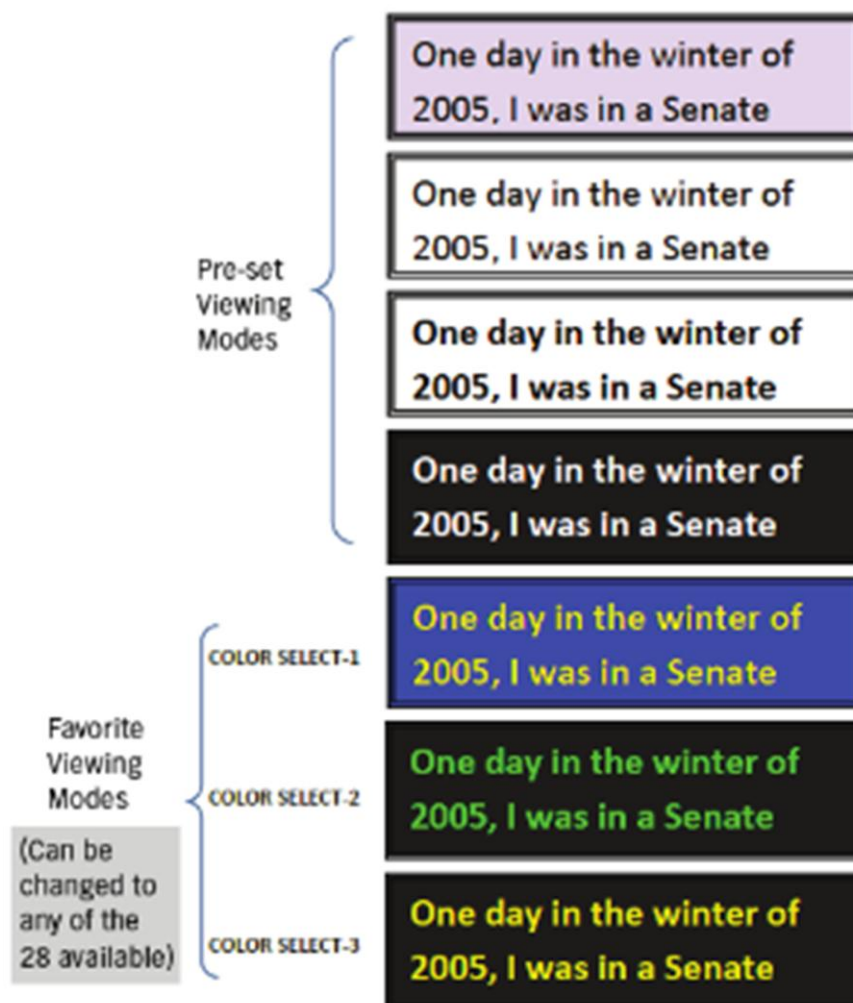 One day in the winter of
2005, I was in a Senate
One day in the winter of
2005, I was in a Senate
Pre-set
Viewing
Modes
One day in the winter of
2005, I was in a Senate
One day in the winter of
2005, I was in a Senate
One day in the winter of
2005, I was in a Senate
COLOR SELECT-1
Favorite
Viewing
Modes
(Can be
changed to
any of the
28 available)
COLOR SELECT-2
One day in the winter of
2005, I was in a Senate
COLOR SELECT-3
One day in the winter of
2005, I was in a Senate